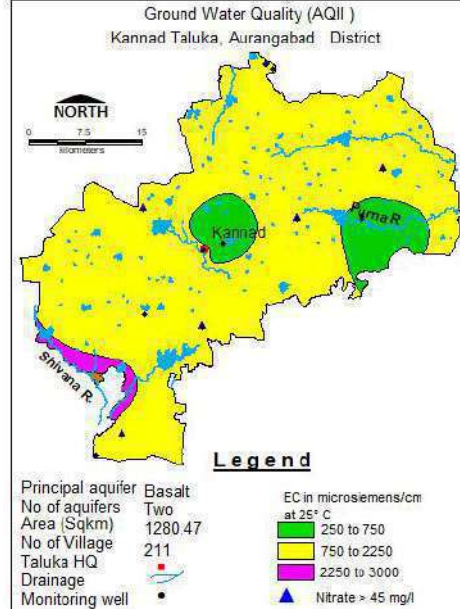 Ground Water Quality (AQII )
Kannad Taluka, Aurangabad District
NORTH
0 7.5 15
kilometers
Purna R.
Kannad
Shivana R.
Legend
Principal aquifer Basalt
No of aquifers Two
Area (Sqkm) 1280.47
No of Village 211
Taluka HQ
Drainage
Monitoring well
EC in microsiemens/cm
at 25° C
250 to 750
750 to 2250
2250 to 3000
Nitrate > 45 mg/l